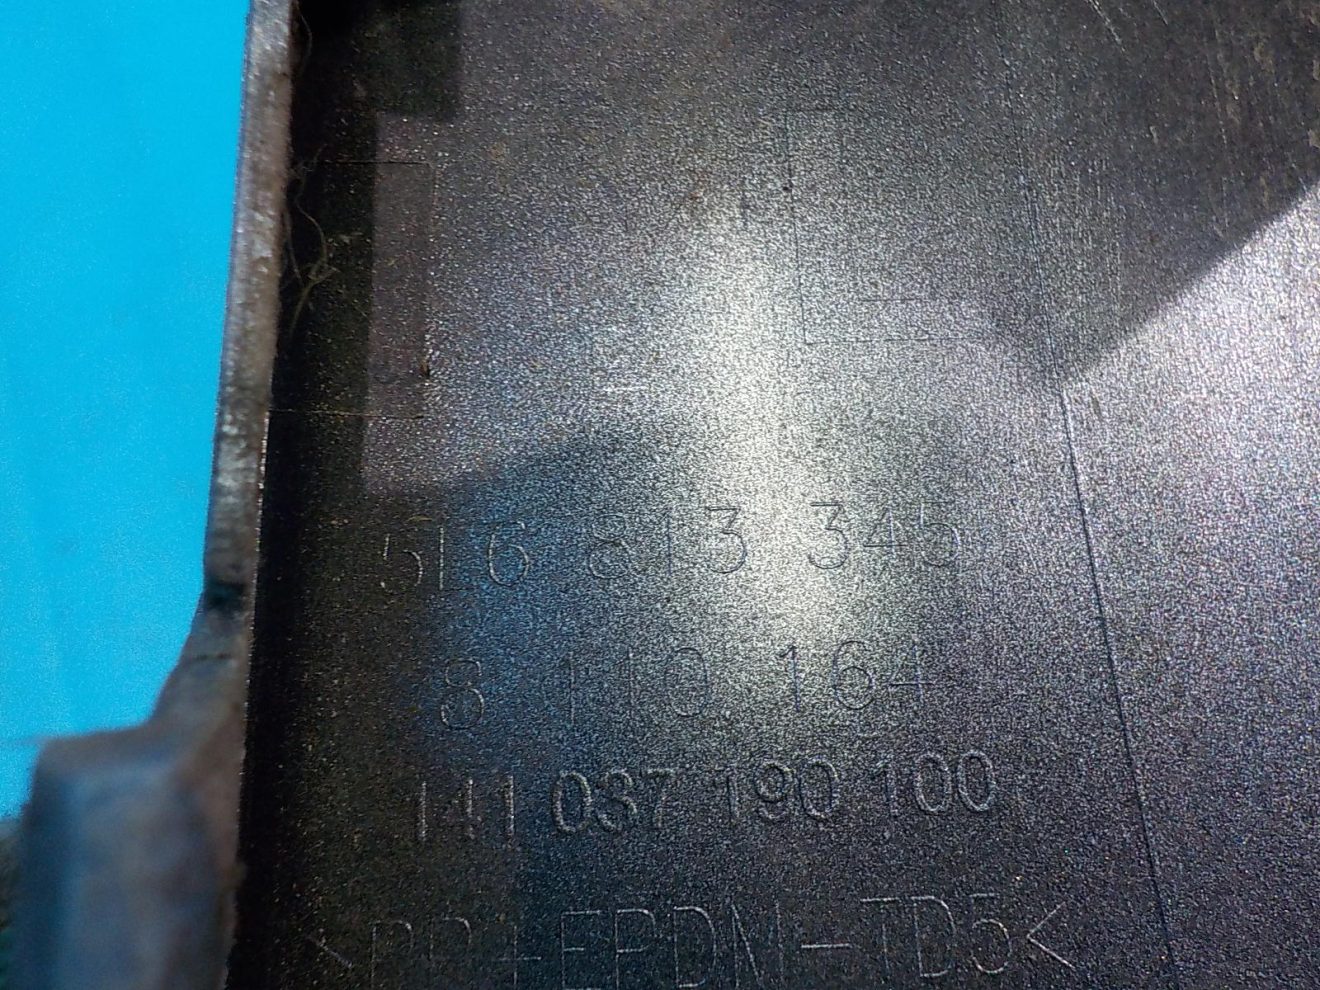 5L6 813 345
8 110 164
141 037 190 100
>PP+EPDM-TD5<